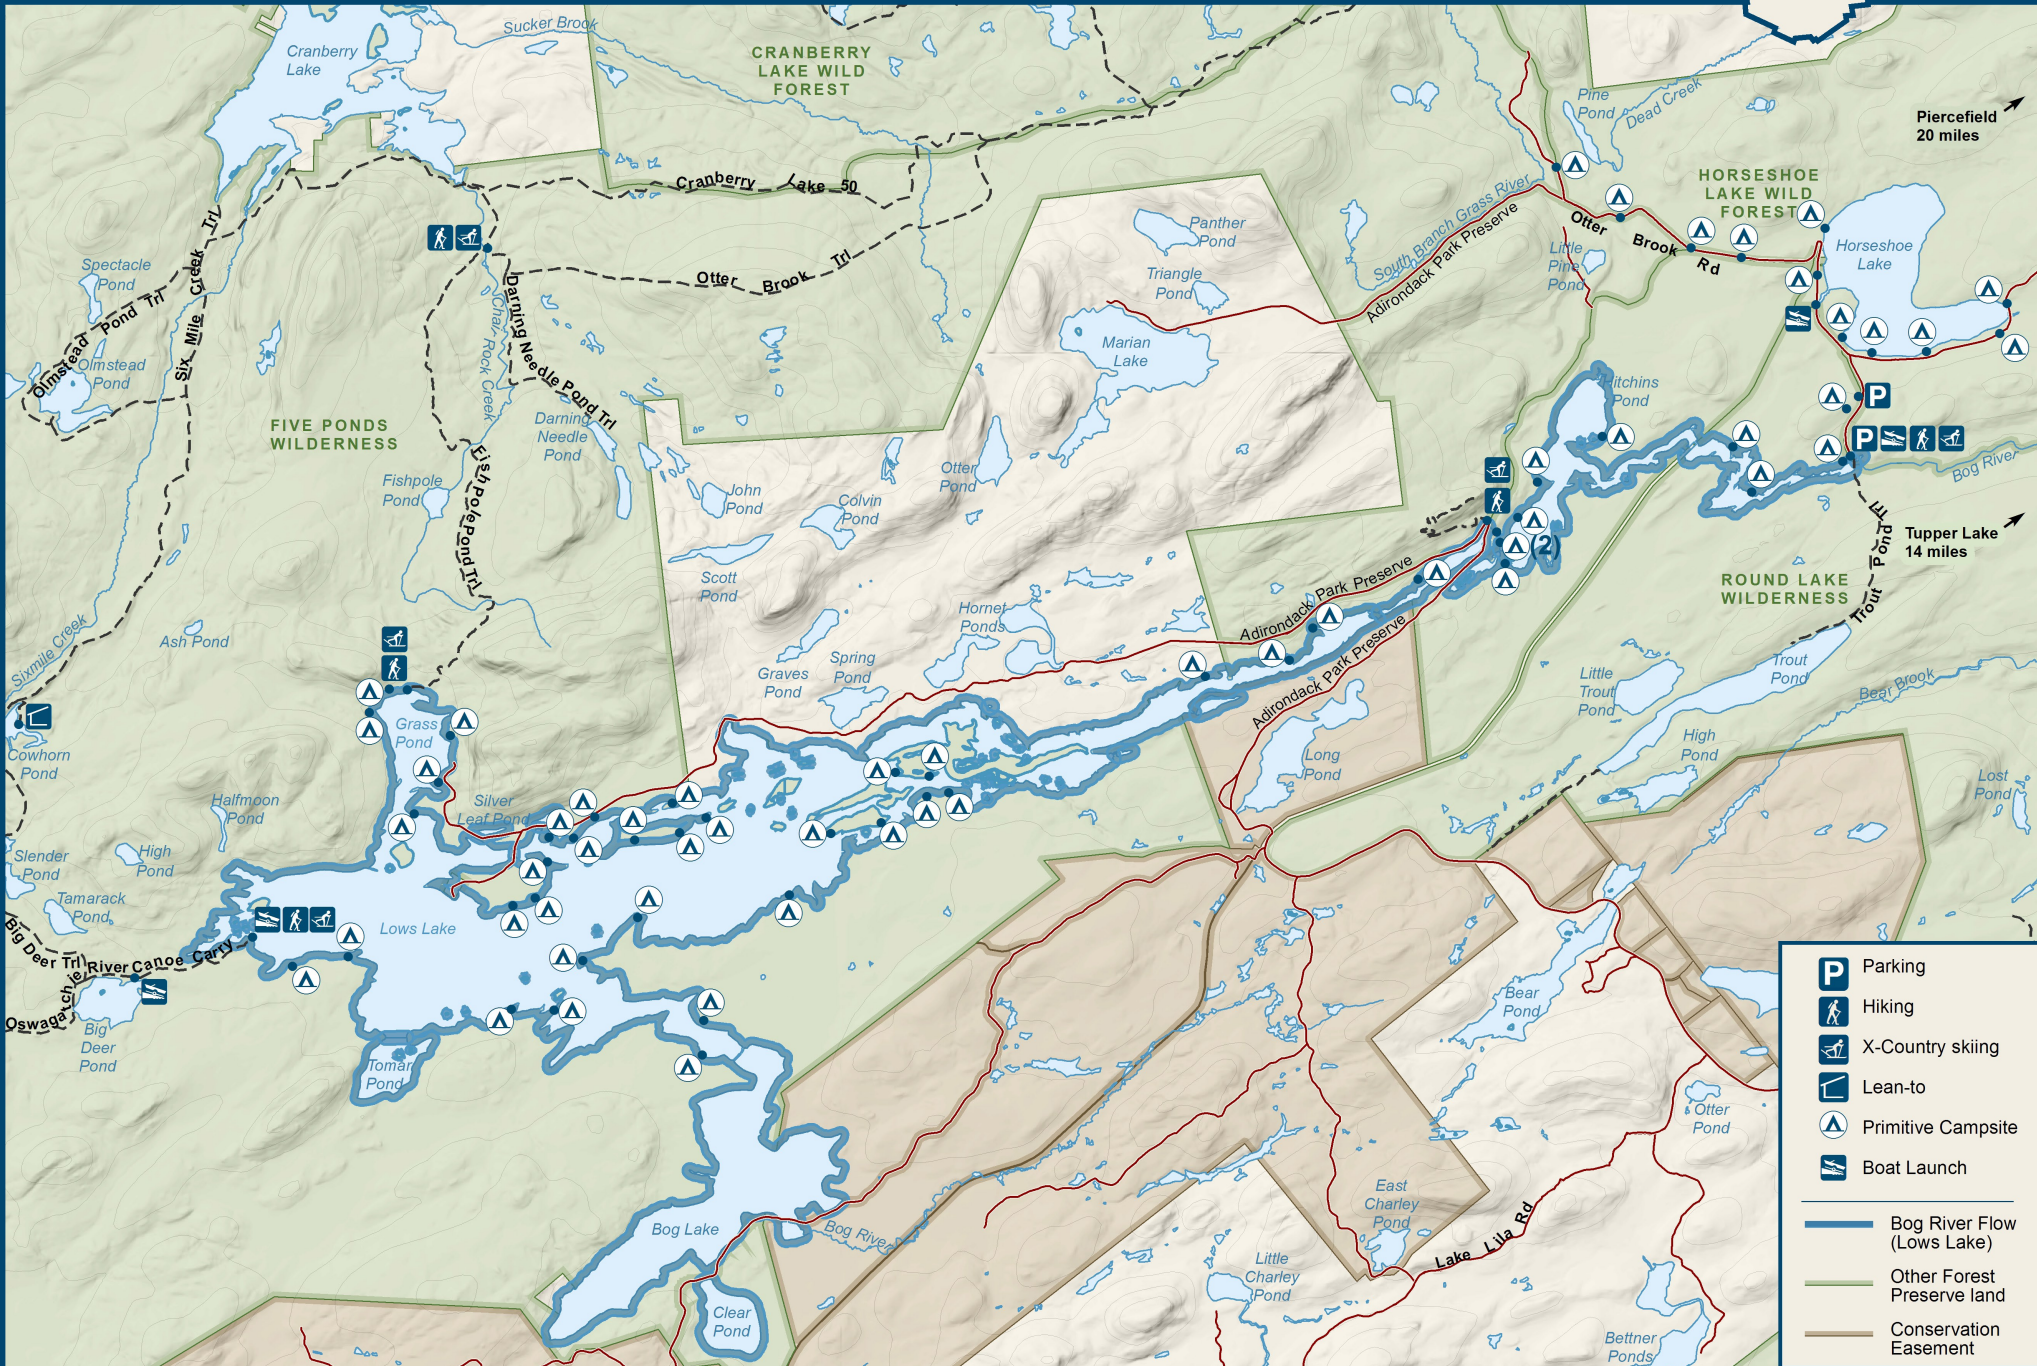 Sucker Brook
Cranberry
Lake
CRANBERRY
LAKE WILD
FOREST
Pine
Pond
Dead Creek
Piercefield
20 miles
HORSESHOE
LAKE WILD
FOREST
Cranberry Lake 50
South Branch Grass River
Adirondack Park Preserve
Otter Brook Rd
Panther
Pond
Triangle
Pond
Little
Pine
Pond
Horseshoe
Lake
Spectacle
Pond
Olmstead Pond Trl
Olmstead
Pond
Six Mile Creek Trl
Otter Brook Trl
Chair Rock Creek
Darning Needle Pond Trl
Darning
Needle
Pond
Marian
Lake
Hitchins
Pond
P
FIVE PONDS
WILDERNESS
P
Bog River
Fishpole
Pond
Fishpole Pond Trl
John
Pond
Colvin
Pond
Otter
Pond
Scott
Pond
(2)
Tupper Lake
14 miles
Trout Pond Trl
ROUND LAKE
WILDERNESS
Adirondack Park Preserve
Adirondack Park Preserve
Hornet
Ponds
Sixmile Creek
Ash Pond
Graves
Pond
Spring
Pond
Little
Trout
Pond
Trout
Pond
Bear Brook
High
Pond
Lost
Pond
Long
Pond
Cowhorn
Pond
Grass
Pond
Halfmoon
Pond
Silver
Leaf Pond
Slender
Pond
High
Pond
Tamarack
Pond
Lows Lake
Big Deer Trl
Oswagatchie River Canoe Carry
Big
Deer
Pond
Tomar
Pond
Bear
Pond
Otter
Pond
Bog Lake
Bog River
Clear
Pond
East
Charley
Pond
Little
Charley
Pond
Lake Lila Rd
Bettner
Ponds
P Parking
Hiking
X-Country skiing
Lean-to
Primitive Campsite
Boat Launch
Bog River Flow
(Lows Lake)
Other Forest
Preserve land
Conservation
Easement